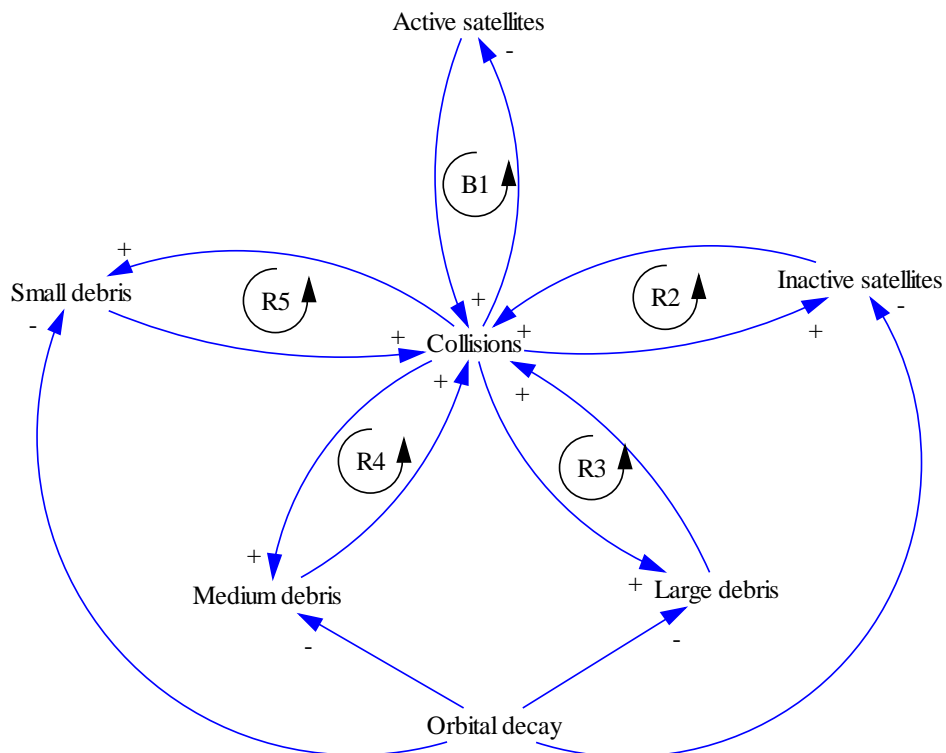 Active satellites
-
B1
+
Small debris
+
R5
R2
Inactive satellites
-
-
+
+
Collisions
+
+
+
+
R4
R3
+
Medium debris
+
Large debris
-
-
Orbital decay